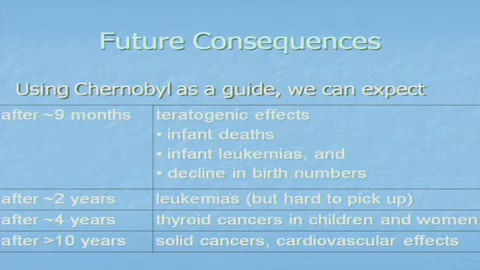 Future Consequences
Using Chernobyl as a guide, we can expect
after ~9 months teratogenic effects
▪ infant deaths
▪ infant leukemias, and
▪ decline in birth numbers
after ~2 years leukemias (but hard to pick up)
after ~4 years thyroid cancers in children and women
after >10 years solid cancers, cardiovascular effects